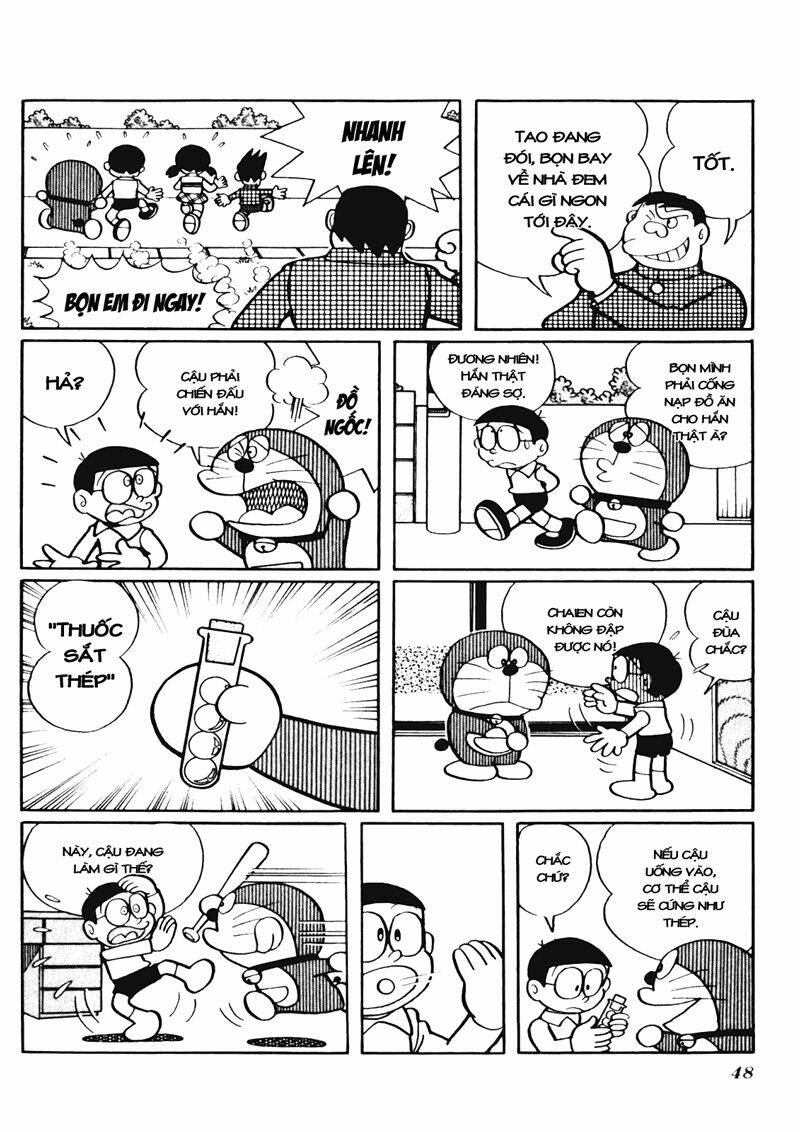 TỐT.
TAO ĐANG
ĐÓI, BỌN BAY
VỀ NHÀ ĐEM
CÁI GÌ NGON
TỚI ĐÂY.
NHANH
LÊN!
BỌN EM ĐI NGAY!
BỌN MÌNH
PHẢI CỐNG
NẠP ĐỒ ĂN
CHO HẮN
THẬT À?
ĐƯƠNG NHIÊN!
HẮN THẬT
ĐÁNG SỢ.
ĐỒ
NGỐC!
CẬU PHẢI
CHIẾN ĐẤU
VỚI HẮN!
HẢ?
CẬU
ĐÙA
CHẮC?
CHAIEN CÒN
KHÔNG ĐẬP
ĐƯỢC NÓ!
"THUỐC
SẮT
THÉP"
NẾU CẬU
UỐNG VÀO,
CƠ THỂ CẬU
SẼ CỨNG NHƯ
THÉP.
CHẮC
CHỨ?
NÀY, CẬU ĐANG
LÀM GÌ THẾ?
48